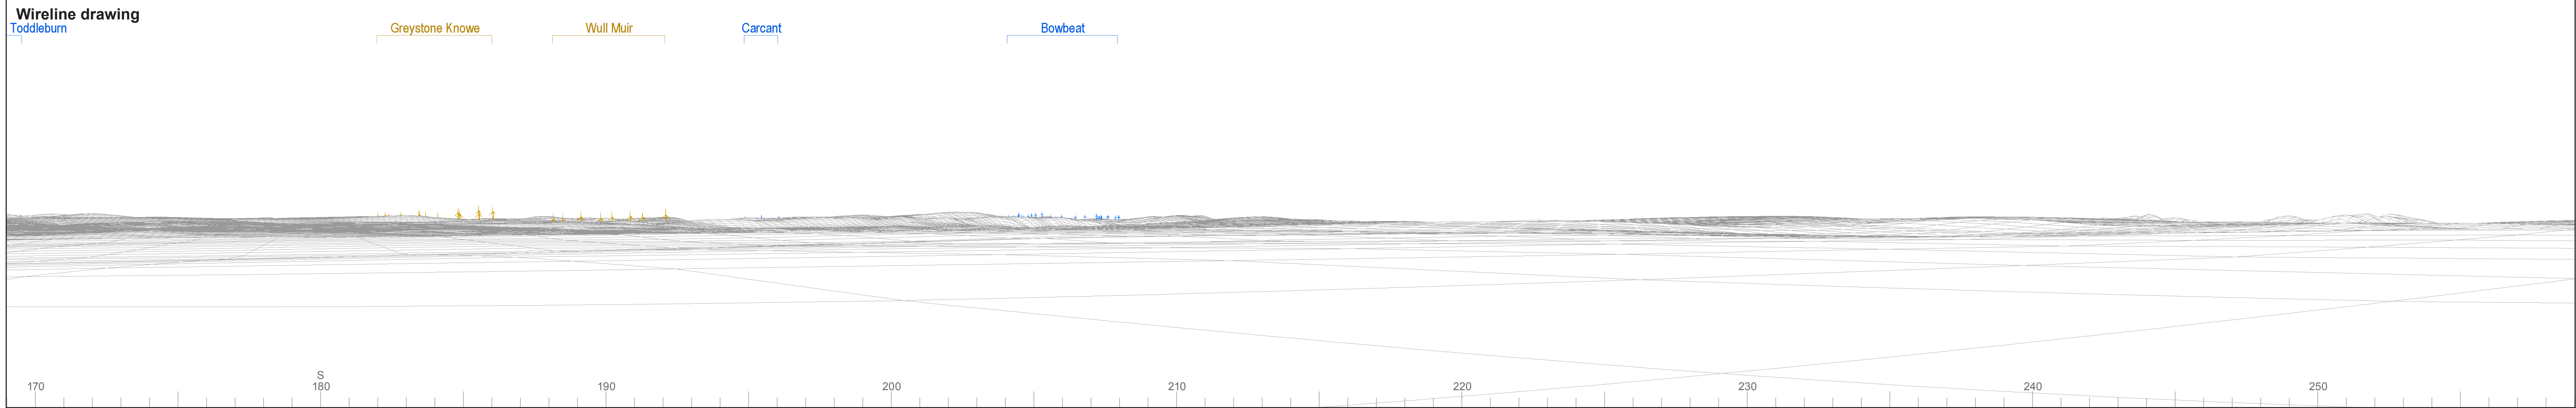 Wireline drawing
Toddleburn Greystone Knowe Wull Muir Carcant Bowbeat
S
170 180 190 200 210 220 230 240 250